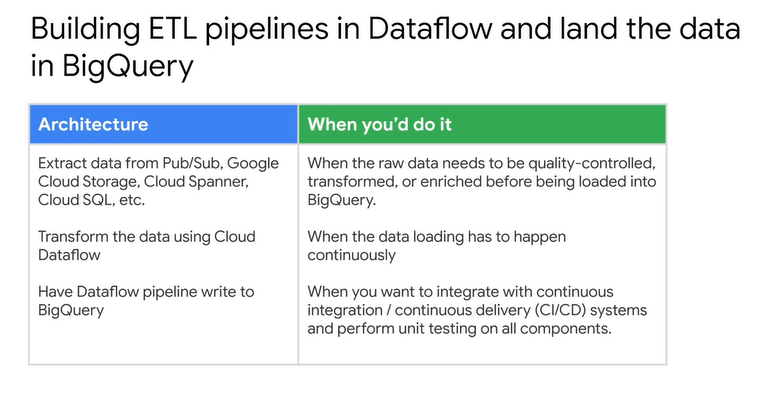 Building ETL pipelines in Dataflow and land the data
in BigQuery
Architecture
When you'd do it
Extract data from Pub/Sub, Google
Cloud Storage, Cloud Spanner,
Cloud SQL, etc.
When the raw data needs to be quality-controlled,
transformed, or enriched before being loaded into
BigQuery.
Transform the data using Cloud
Dataflow
When the data loading has to happen
continuously
Have Dataflow pipeline write to
BigQuery
When you want to integrate with continuous
integration / continuous delivery (CI/CD) systems
and perform unit testing on all components.